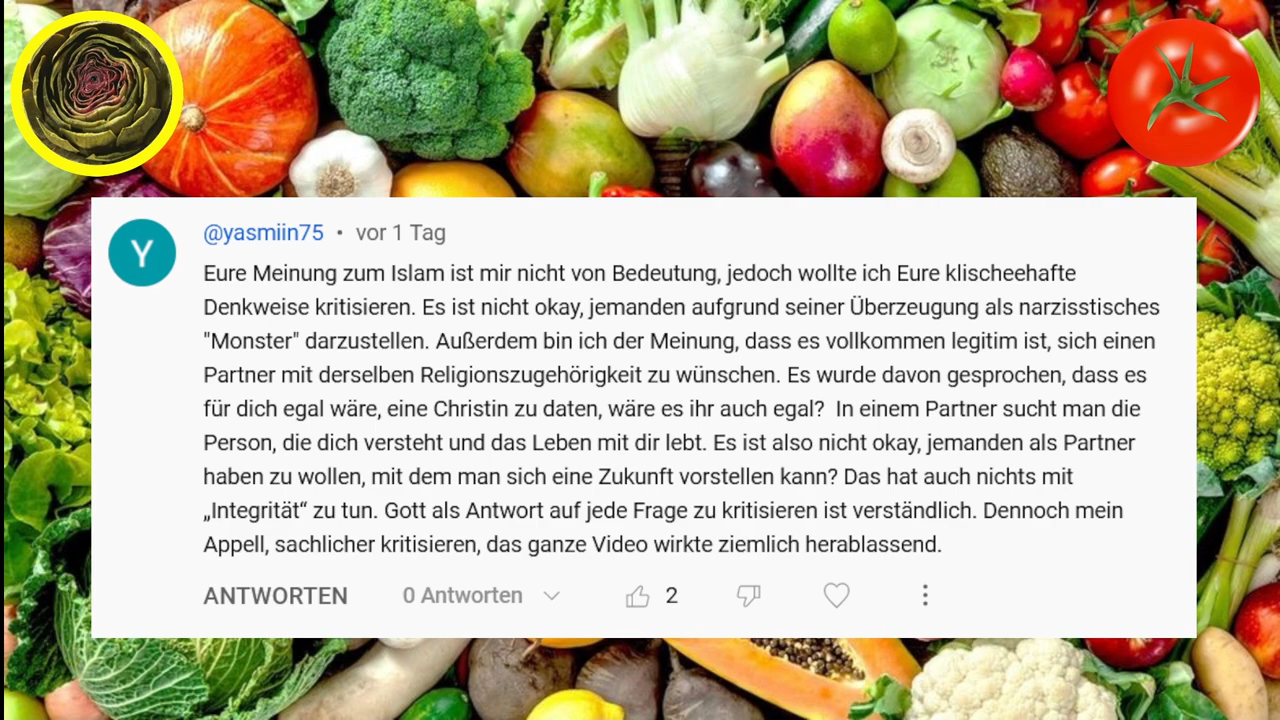 Y
@yasmiin75 • vor 1 Tag
Eure Meinung zum Islam ist mir nicht von Bedeutung, jedoch wollte ich Eure klischeehafte
Denkweise kritisieren. Es ist nicht okay, jemanden aufgrund seiner Überzeugung als narzisstisches
"Monster" darzustellen. Außerdem bin ich der Meinung, dass es vollkommen legitim ist, sich einen
Partner mit derselben Religionszugehörigkeit zu wünschen. Es wurde davon gesprochen, dass es
für dich egal wäre, eine Christin zu daten, wäre es ihr auch egal?  In einem Partner sucht man die
Person, die dich versteht und das Leben mit dir lebt. Es ist also nicht okay, jemanden als Partner
haben zu wollen, mit dem man sich eine Zukunft vorstellen kann? Das hat auch nichts mit
„Integrität“ zu tun. Gott als Antwort auf jede Frage zu kritisieren ist verständlich. Dennoch mein
Appell, sachlicher kritisieren, das ganze Video wirkte ziemlich herablassend.
ANTWORTEN 0 Antworten 2